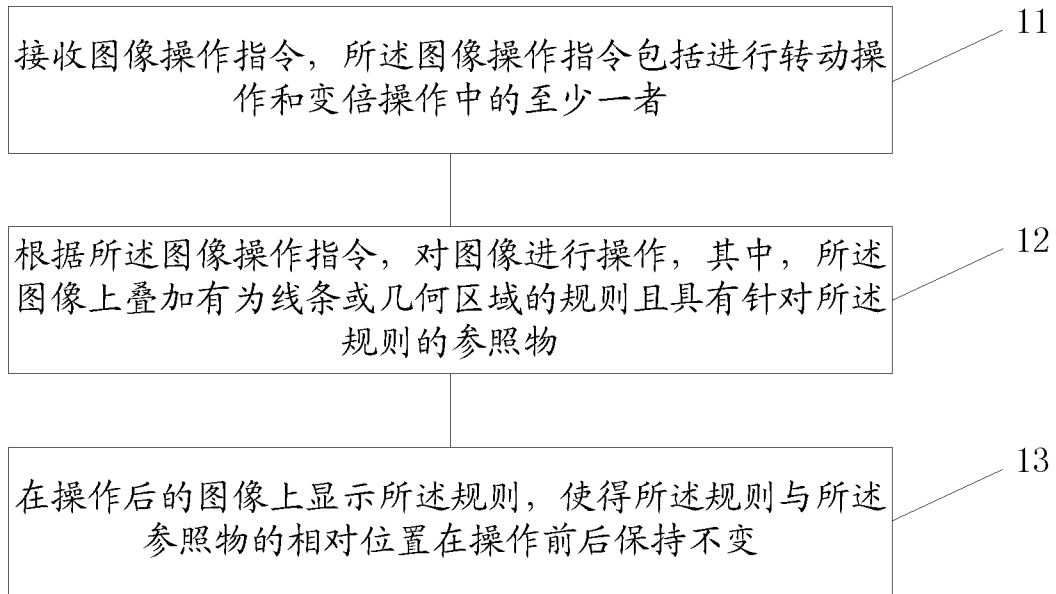 接收图像操作指令，所述图像操作指令包括进行转动操
作和变倍操作中的至少一者
11
根据所述图像操作指令，对图像进行操作，其中，所述
图像上叠加有为线条或几何区域的规则且具有针对所述
规则的参照物
12
在操作后的图像上显示所述规则，使得所述规则与所述
参照物的相对位置在操作前后保持不变
13